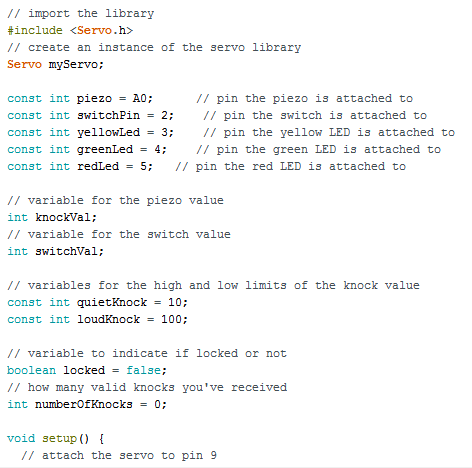 // import the library
#include <Servo.h>
// create an instance of the servo library
Servo myServo;
const int piezo = A0;      // pin the piezo is attached to
const int switchPin = 2;    // pin the switch is attached to
const int yellowLed = 3;    // pin the yellow LED is attached to
const int greenLed = 4;    // pin the green LED is attached to
const int redLed = 5;   // pin the red LED is attached to
// variable for the piezo value
int knockVal;
// variable for the switch value
int switchVal;
// variables for the high and low limits of the knock value
const int quietKnock = 10;
const int loudKnock = 100;
// variable to indicate if locked or not
boolean locked = false;
// how many valid knocks you've received
int numberOfKnocks = 0;
void setup() {
  // attach the servo to pin 9